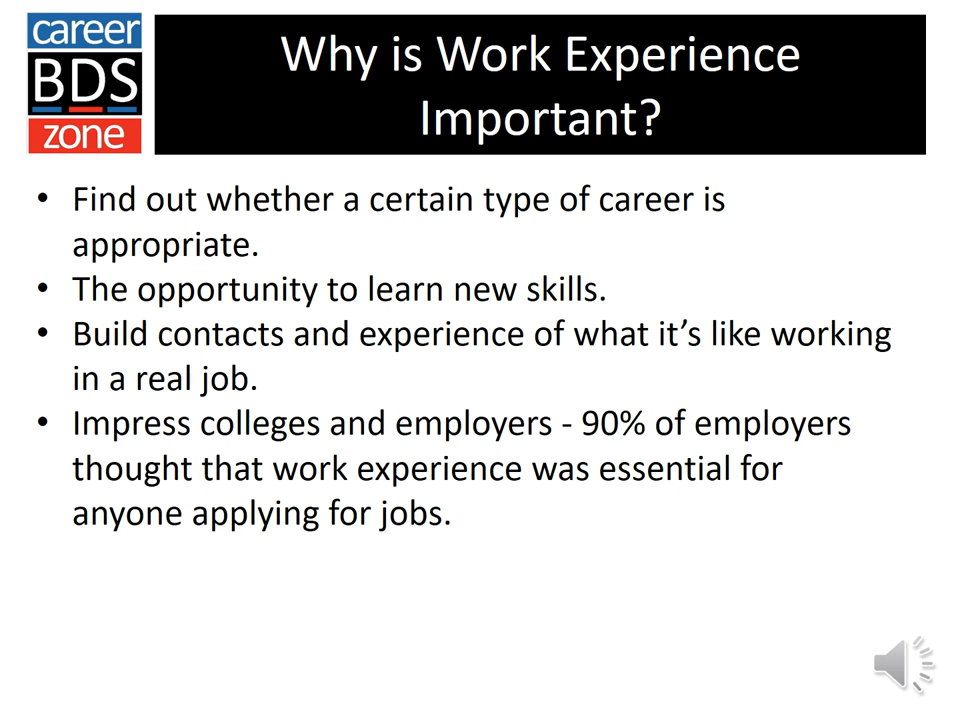 career
BDS
zone
Why is Work Experience
Important?
• Find out whether a certain type of career is
appropriate.
• The opportunity to learn new skills.
• Build contacts and experience of what it’s like working
in a real job.
• Impress colleges and employers - 90% of employers
thought that work experience was essential for
anyone applying for jobs.